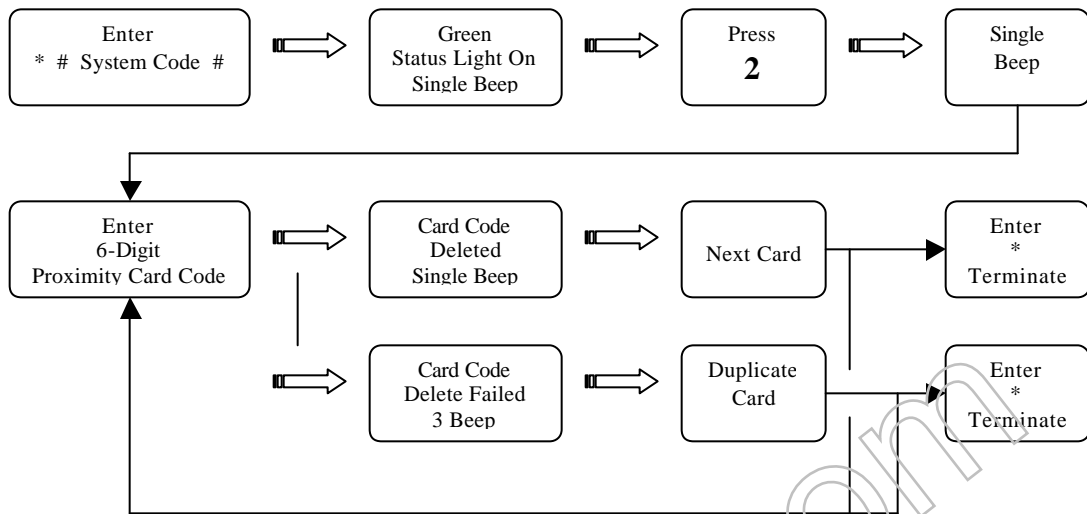 Enter
* # System Code #
Green
Status Light On
Single Beep
Press
2
Single
Beep
Enter
6-Digit
Proximity Card Code
Card Code
Deleted
Single Beep
Next Card
Enter
*
Terminate
Card Code
Delete Failed
3 Beep
Duplicate
Card
Enter
*
Terminate
om